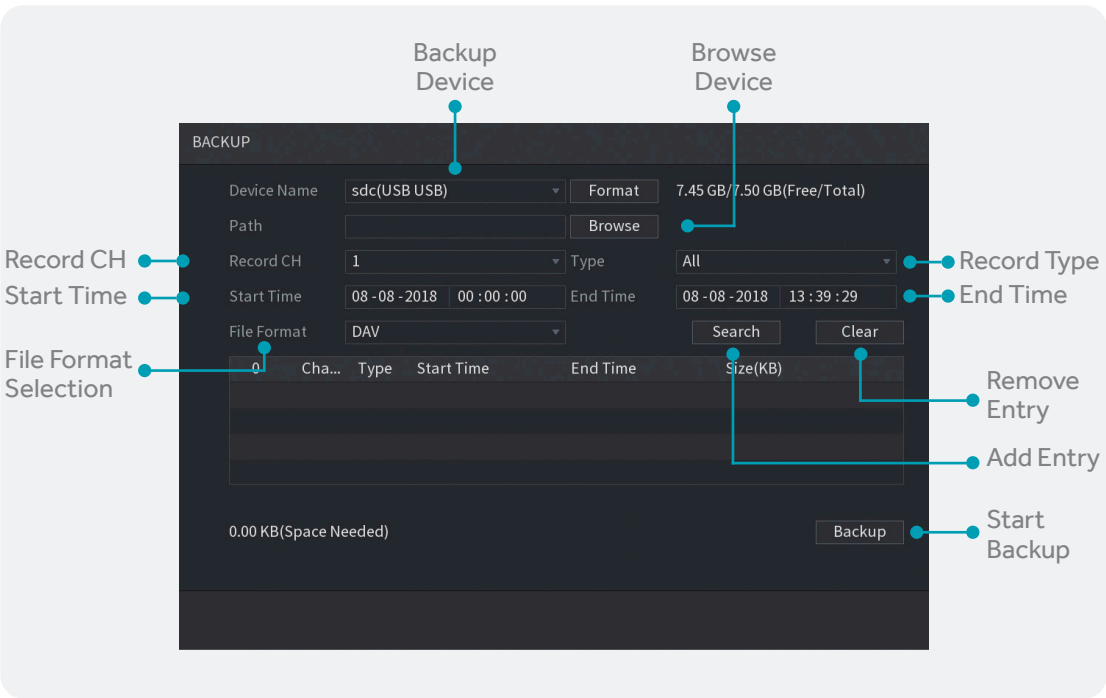 Backup
Device
Browse
Device
BACKUP
Device Name sdc(USB USB) Format 7.45 GB/7.50 GB(Free/Total)
Path Browse
Record CH Record CH 1 Type All Record Type
Start Time Start Time 08 -08 -2018 00 : 00 : 00 End Time 08 -08 -2018 13 : 39 : 29 End Time
File Format DAV Search Clear
File Format
Selection
0 Cha... Type Start Time End Time Size(KB)
Remove
Entry
Add Entry
0.00 KB(Space Needed) Backup
Start
Backup